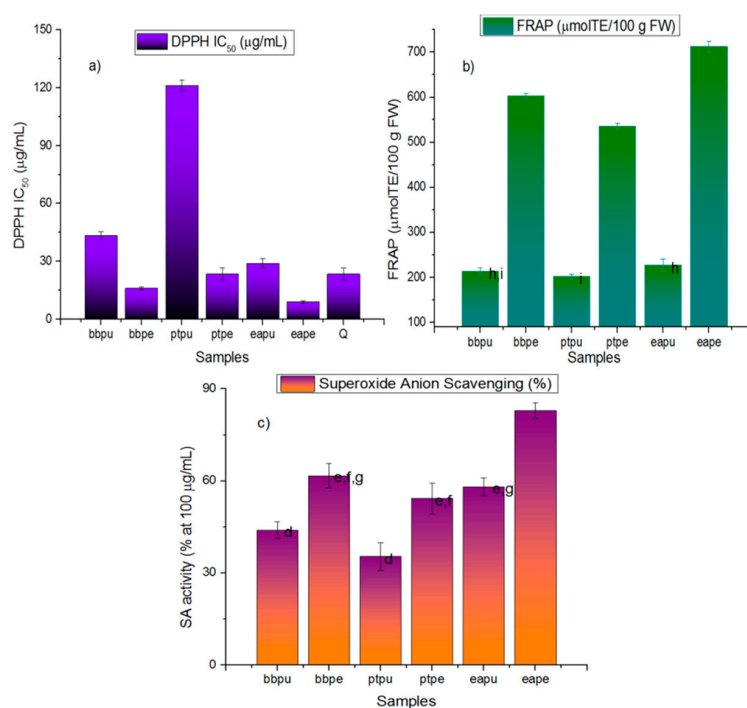 DPPH IC50 (μg/mL)
a)
DPPH IC50 (μg/mL)
150
120
90
60
30
0
bbpu bbpe ptpu ptpe eapu eape Q
Samples
FRAP (μmolTE/100 g FW)
b)
FRAP (μmolTE/100 g FW)
700
600
500
400
300
200
100
h,i
i
h
bbpu bbpe ptpu ptpe eapu eape
Samples
Superoxide Anion Scavenging (%)
c)
SA activity (% at 100 μg/mL)
90
60
30
0
d
e,f,g
d
e,f
e,g
bbpu bbpe ptpu ptpe eapu eape
Samples